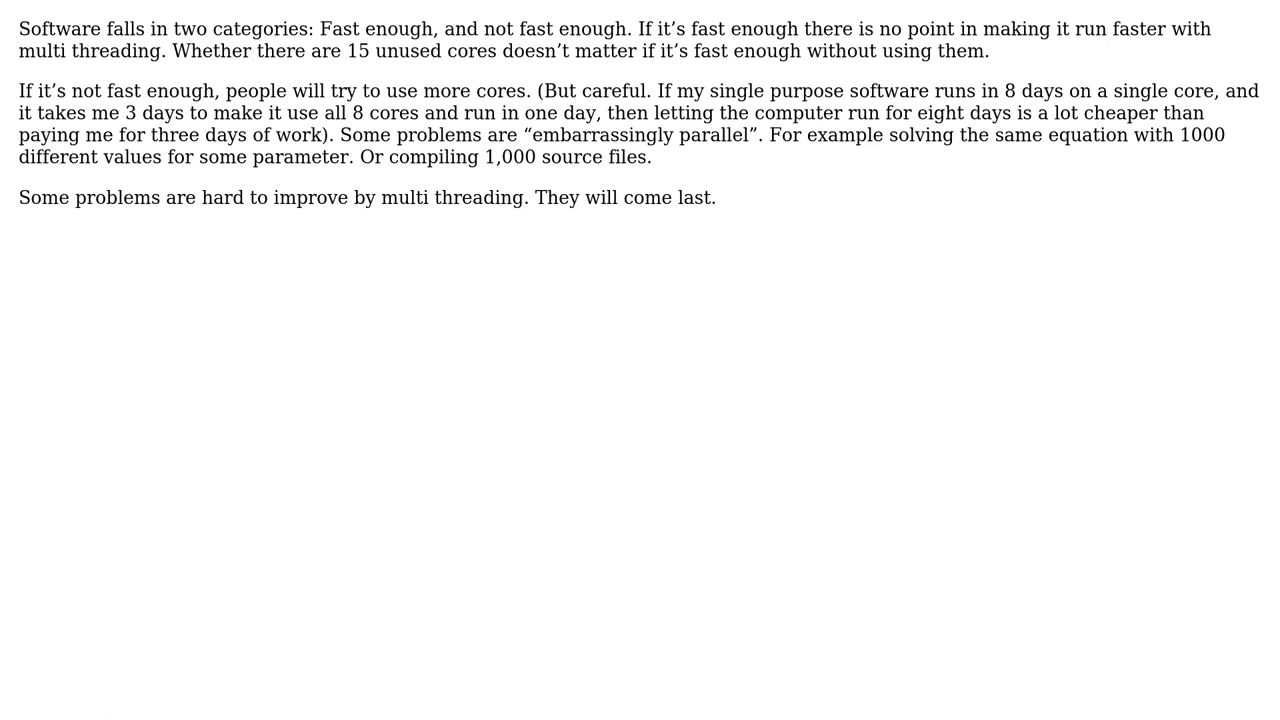 Software falls in two categories: Fast enough, and not fast enough. If it’s fast enough there is no point in making it run faster with
multi threading. Whether there are 15 unused cores doesn’t matter if it’s fast enough without using them.
If it’s not fast enough, people will try to use more cores. (But careful. If my single purpose software runs in 8 days on a single core, and
it takes me 3 days to make it use all 8 cores and run in one day, then letting the computer run for eight days is a lot cheaper than
paying me for three days of work). Some problems are “embarrassingly parallel”. For example solving the same equation with 1000
different values for some parameter. Or compiling 1,000 source files.
Some problems are hard to improve by multi threading. They will come last.